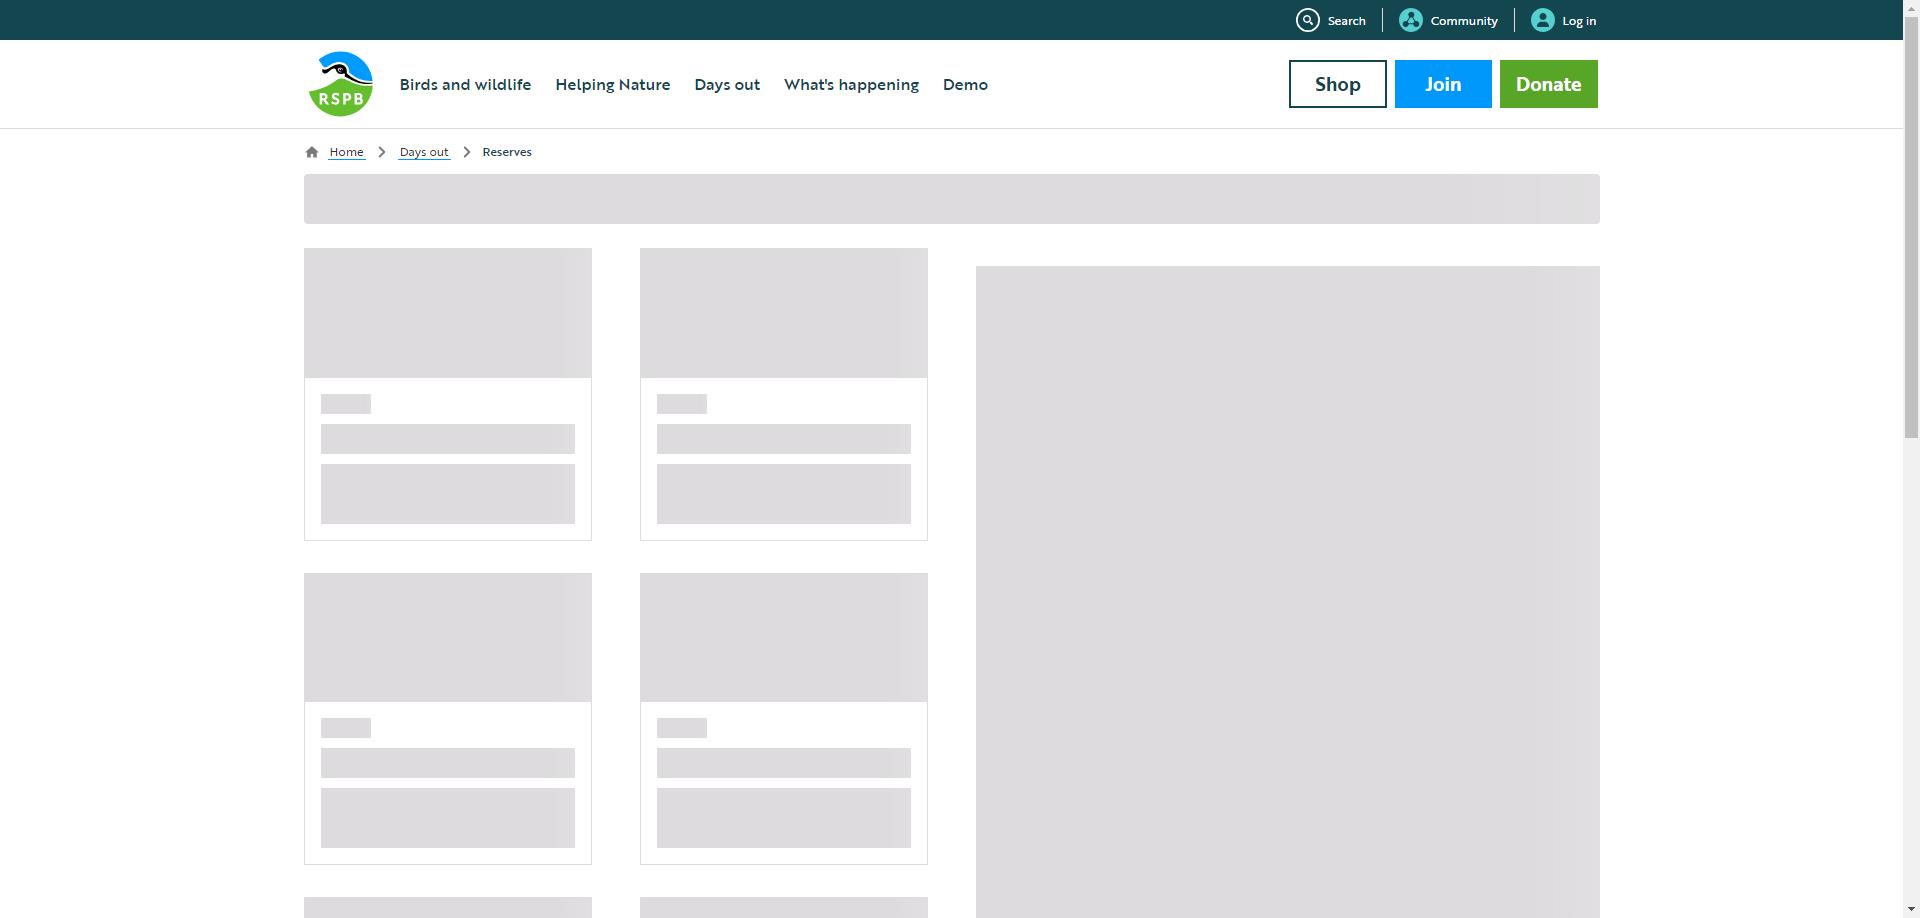 Search
Community
Log in
RSPB
Birds and wildlife
Helping Nature
Days out
What's happening
Demo
Shop
Join
Donate
Home
Days out
Reserves